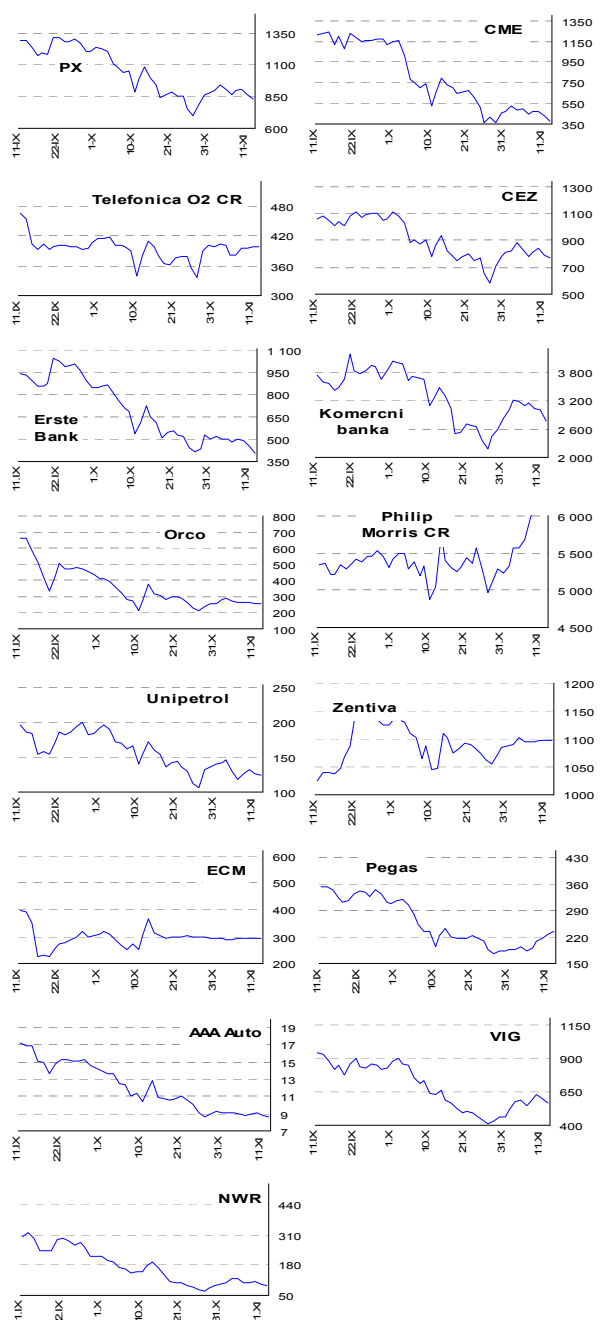 PX
1350
1100
850
600
11-IX
22.IX
1.X
10.X
21.X
31-X
11-XI
CME
1350
1150
950
750
550
350
11.IX
22.IX
1.X
10.X
21.X
31.X
11.XI
Telefonica O2 CR
480
420
360
300
11.IX
22.IX
1.X
10.X
21.X
31.X
11.XI
CEZ
1300
1100
900
700
500
11.IX
22.IX
1.X
10.X
21.X
31.X
11.XI
Erste
Bank
1 100
950
800
650
500
350
11.IX
22.IX
1.X
10.X
21.X
31.X
11.XI
Komercni
banka
3 800
3 200
2 600
2 000
11.IX
22.IX
1.X
10.X
21.X
31.X
11.XI
Orco
800
700
600
500
400
300
200
100
11.IX
22.IX
1.X
10.X
21.X
31.X
11.XI
Philip
Morris CR
6 000
5 500
5 000
4 500
11.IX
22.IX
1.X
10.X
21.X
31.X
11.XI
Unipetrol
250
200
150
100
11.IX
22.IX
1.X
10.X
21.X
31.X
11.XI
Zentiva
1200
1150
1100
1050
1000
11.IX
22.IX
1.X
10.X
21.X
31.X
11.XI
ECM
600
500
400
300
200
11.IX
22.IX
1.X
10.X
21.X
31.X
11.XI
Pegas
430
360
290
220
150
11.IX
22.IX
1.X
10.X
21.X
31.X
11.XI
AAA Auto
19
17
15
13
11
9
7
11.IX
22.IX
1.X
10.X
21.X
31.X
11.XI
VIG
1150
900
650
400
11.IX
22.IX
1.X
10.X
21.X
31.X
11.XI
NWR
440
310
180
50
1.IX
2.IX
1.X
10.X
21.X
31.X
1.XI